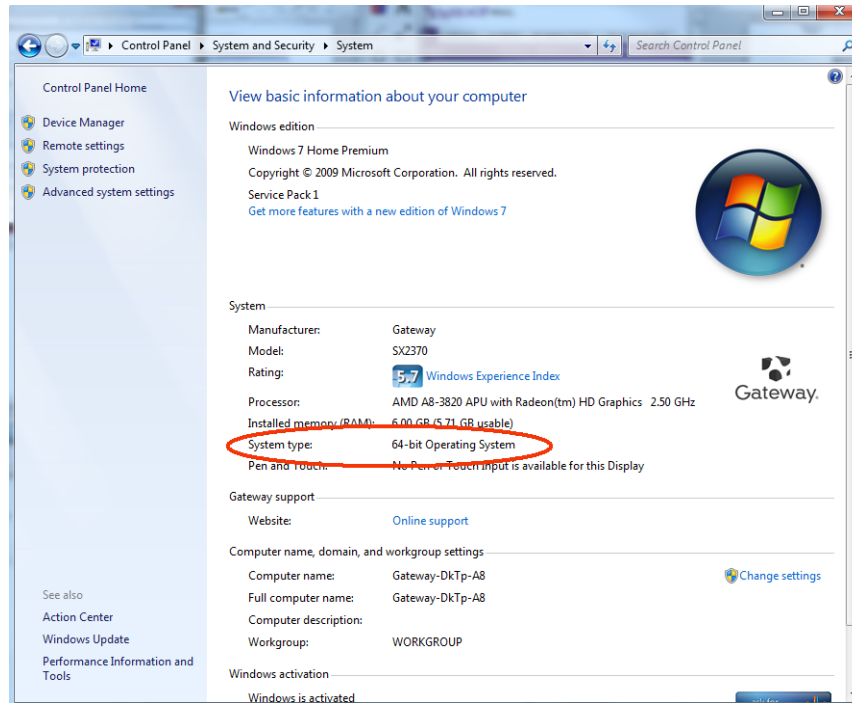 Control Panel ▸ System and Security ▸ System
Search Control Panel
Control Panel Home
Device Manager
Remote settings
System protection
Advanced system settings
See also
Action Center
Windows Update
Performance Information and
Tools
View basic information about your computer
Windows edition
Windows 7 Home Premium
Copyright © 2009 Microsoft Corporation. All rights reserved.
Service Pack 1
Get more features with a new edition of Windows 7
System
Manufacturer: Gateway
Model: SX2370
Rating: 5.7 Windows Experience Index
Processor: AMD A8-3820 APU with Radeon(tm) HD Graphics 2.50 GHz
Gateway.
Installed memory (RAM): 6.00 GB (5.71 GB usable)
System type: 64-bit Operating System
Pen and Touch: No Pen or Touch Input is available for this Display
Gateway support
Website: Online support
Computer name, domain, and workgroup settings
Computer name: Gateway-DkTp-A8
Change settings
Full computer name: Gateway-DkTp-A8
Computer description:
Workgroup: WORKGROUP
Windows activation
Windows is activated